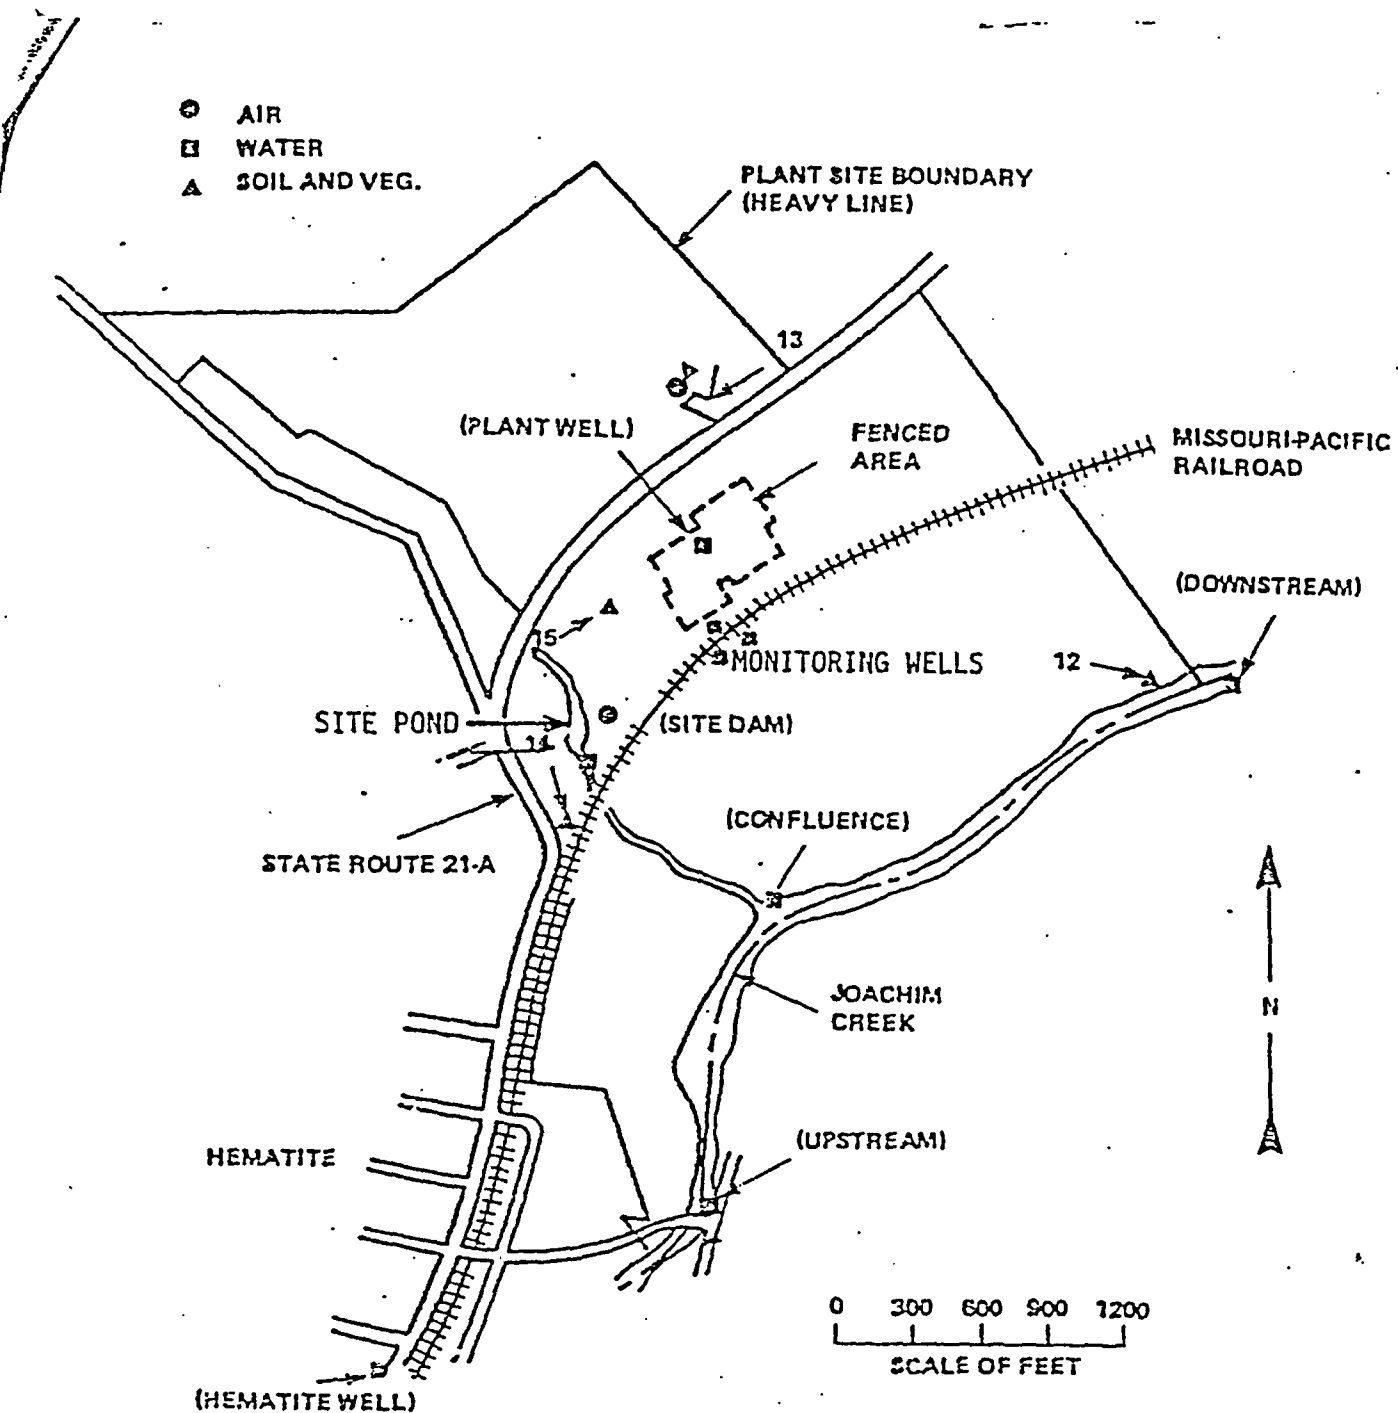 AIR
WATER
SOIL AND VEG.
PLANT SITE BOUNDARY
(HEAVY LINE)
13
(PLANT WELL)
FENCED
AREA
MISSOURI-PACIFIC
RAILROAD
(DOWNSTREAM)
15
12
MONITORING WELLS
SITE POND
(SITE DAM)
14
(CONFLUENCE)
STATE ROUTE 21-A
JOACHIM
CREEK
N
HEMATITE
(UPSTREAM)
0 300 600 900 1200
SCALE OF FEET
(HEMATITE WELL)